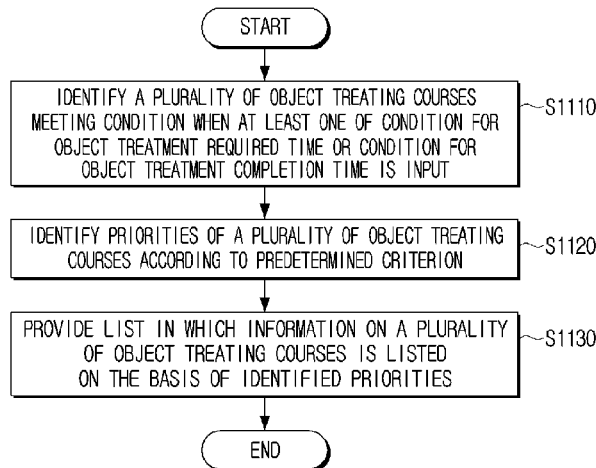 START
IDENTIFY A PLURALITY OF OBJECT TREATING COURSES
MEETING CONDITION WHEN AT LEAST ONE OF CONDITION FOR
OBJECT TREATMENT REQUIRED TIME OR CONDITION FOR
OBJECT TREATMENT COMPLETION TIME IS INPUT
S1110
IDENTIFY PRIORITIES OF A PLURALITY OF OBJECT TREATING
COURSES ACCORDING TO PREDETERMINED CRITERION
S1120
PROVIDE LIST IN WHICH INFORMATION ON A PLURALITY
OF OBJECT TREATING COURSES IS LISTED
ON THE BASIS OF IDENTIFIED PRIORITIES
S1130
END